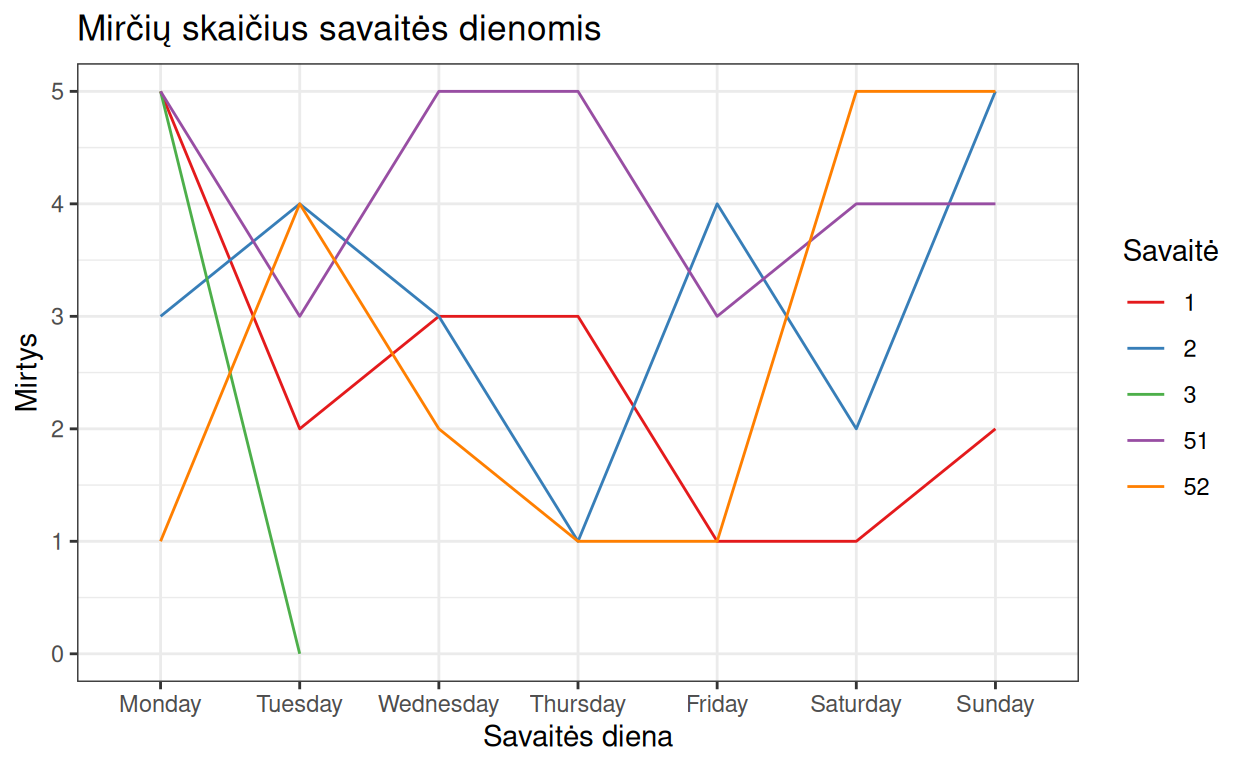 Mirčių skaičius savaitės dienomis
Mirtys
5
4
3
2
1
0
Monday Tuesday Wednesday Thursday Friday Saturday Sunday
Savaitės diena
Savaitė
1
2
3
51
52